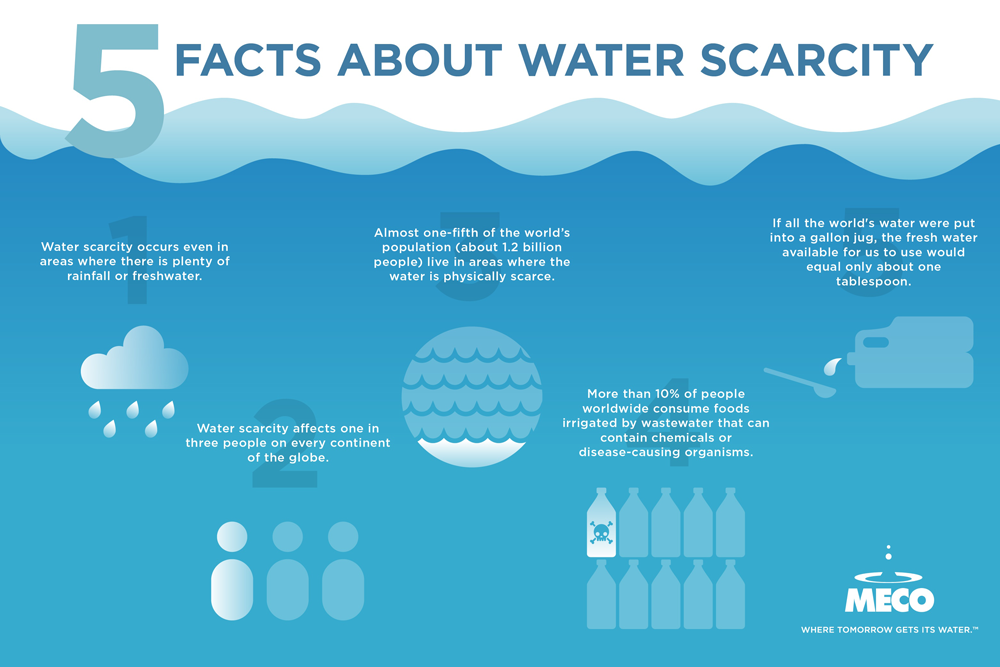 5 FACTS ABOUT WATER SCARCITY
1
Water scarcity occurs even in
areas where there is plenty of
rainfall or freshwater.
2
Water scarcity affects one in
three people on every continent
of the globe.
3
Almost one-fifth of the world's
population (about 1.2 billion
people) live in areas where the
water is physically scarce.
4
More than 10% of people
worldwide consume foods
irrigated by wastewater that can
contain chemicals or
disease-causing organisms.
5
If all the world's water were put
into a gallon jug, the fresh water
available for us to use would
equal only about one
tablespoon.
MECO
WHERE TOMORROW GETS ITS WATER.™